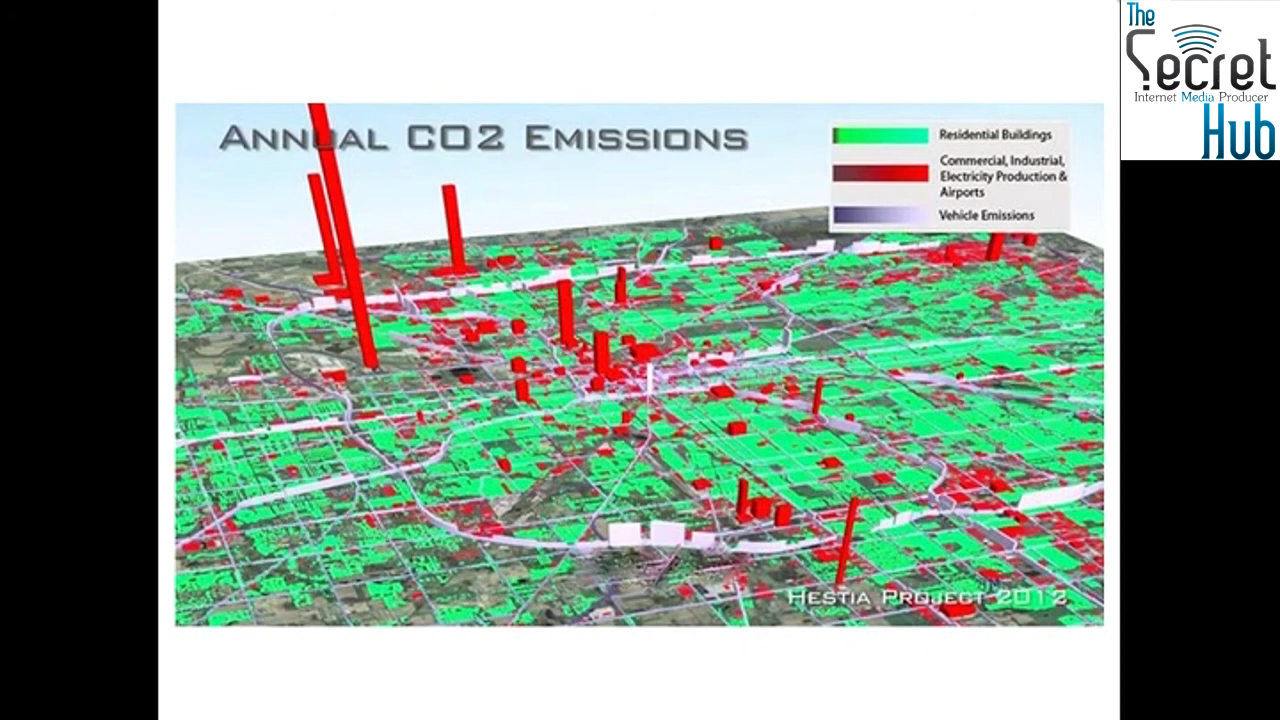 The
Secret
Internet Media Producer
Hub
ANNUAL CO2 EMISSIONS
Residential Buildings
Commercial, Industrial,
Electricity Production &
Airports
Vehicle Emissions
HESTIA PROJECT 2012